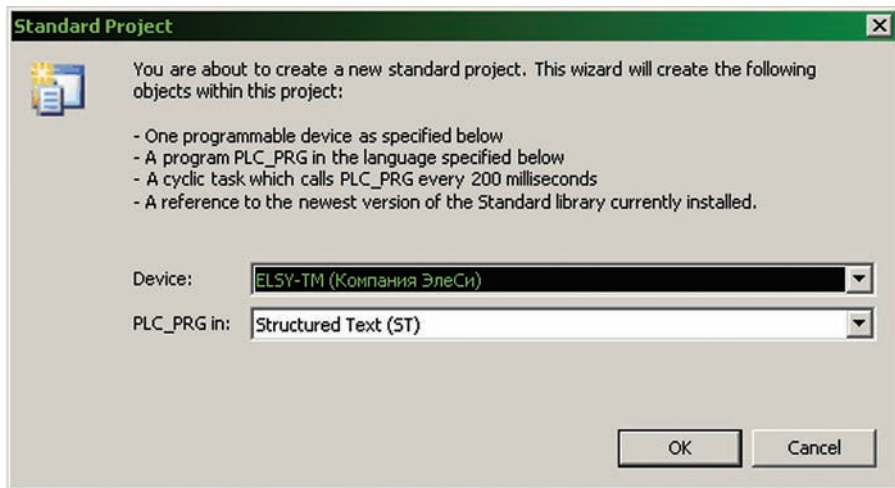 Standard Project
You are about to create a new standard project. This wizard will create the following
objects within this project:
- One programmable device as specified below
- A program PLC_PRG in the language specified below
- A cyclic task which calls PLC_PRG every 200 milliseconds
- A reference to the newest version of the Standard library currently installed.
Device: ELSY-TM (Компания ЭлеСи)
PLC_PRG in: Structured Text (ST)
OK Cancel